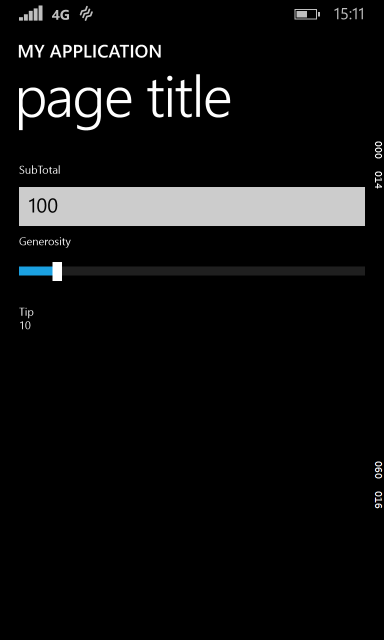 4G 15:11
MY APPLICATION
page title
000 014
SubTotal
100
Generosity
Tip
10
060 016